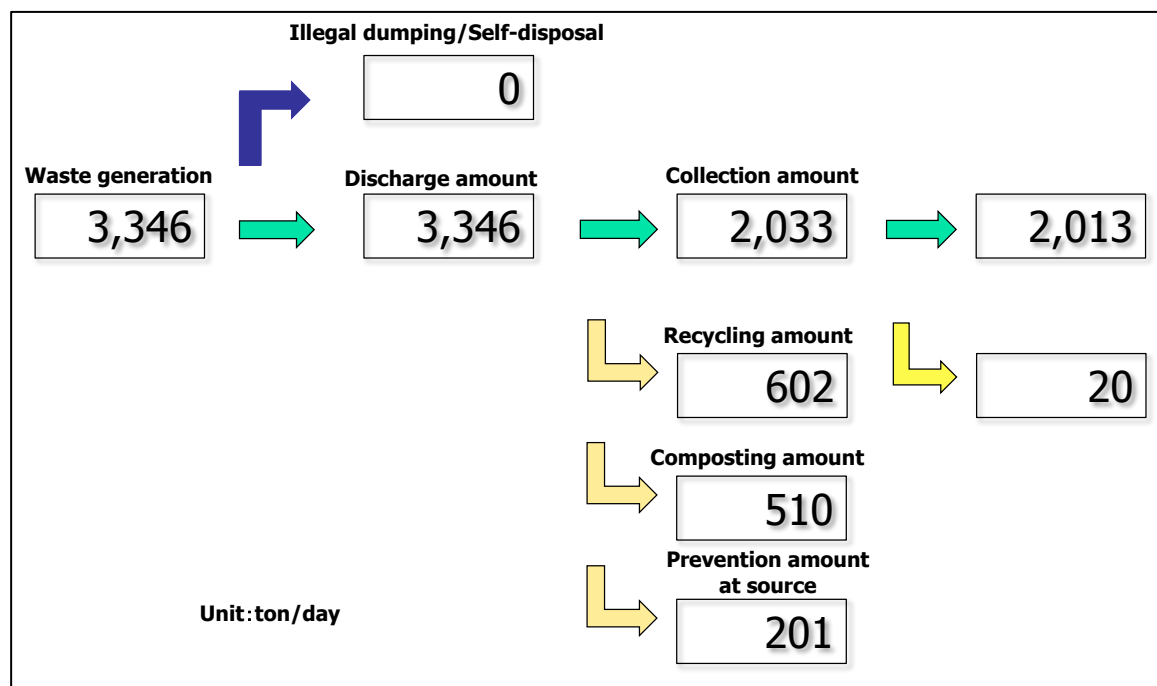 Illegal dumping/Self-disposal
0
Waste generation
Discharge amount
Collection amount
3,346
3,346
2,033
2,013
Recycling amount
602
20
Composting amount
510
Prevention amount
at source
201
Unit:ton/day